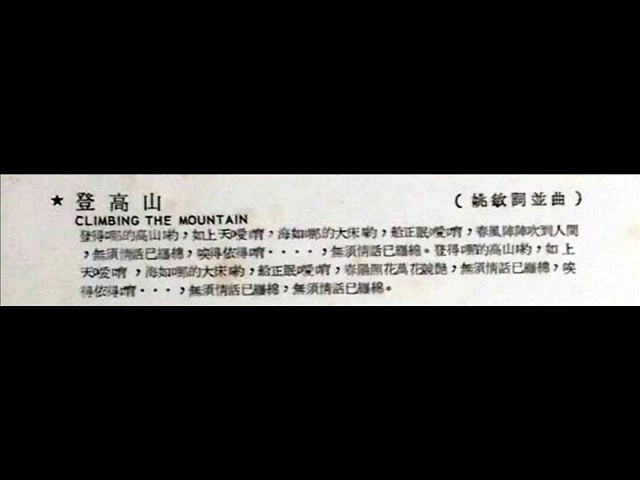 ★ 登高山 (姚敏詞並曲)
CLIMBING THE MOUNTAIN
登得哪的高山喲,如上天噯唷,海如哪的大床喲,船正眠噯唷,春風陣陣吹到人間
,無須情話已纏綿,唉得依得唷‧‧‧‧,無須情話已纏綿。登得哪的高山喲,如上
天噯唷,海如哪的大床喲,船正眠噯唷,春陽照花萬花競艷,無須情話已纏綿,唉
得依得唷‧‧‧,無須情話已纏綿,無須情話已纏綿。